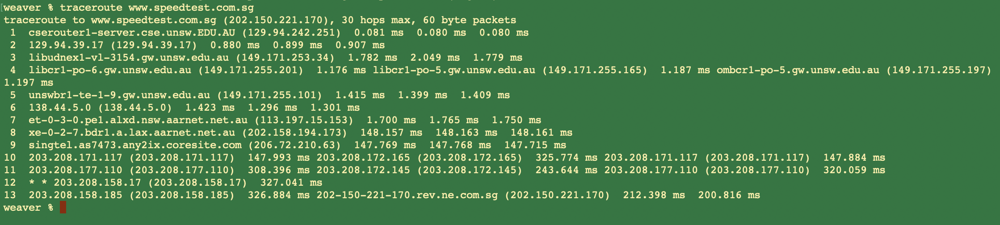 [weaver % traceroute www.speedtest.com.sg
traceroute to www.speedtest.com.sg (202.150.221.170), 30 hops max, 60 byte packets
 1  cserouter1-server.cse.unsw.EDU.AU (129.94.242.251)  0.081 ms  0.080 ms  0.080 ms
 2  129.94.39.17 (129.94.39.17)  0.880 ms  0.899 ms  0.907 ms
 3  libudnex1-vl-3154.gw.unsw.edu.au (149.171.253.34)  1.782 ms  2.049 ms  1.779 ms
 4  libcr1-po-6.gw.unsw.edu.au (149.171.255.201)  1.176 ms libcr1-po-5.gw.unsw.edu.au (149.171.255.165)  1.187 ms ombcr1-po-5.gw.unsw.edu.au (149.171.255.197)
1.197 ms
 5  unswbr1-te-1-9.gw.unsw.edu.au (149.171.255.101)  1.415 ms  1.399 ms  1.409 ms
 6  138.44.5.0 (138.44.5.0)  1.423 ms  1.296 ms  1.301 ms
 7  et-0-3-0.pe1.alxd.nsw.aarnet.net.au (113.197.15.153)  1.700 ms  1.765 ms  1.750 ms
 8  xe-0-2-7.bdr1.a.lax.aarnet.net.au (202.158.194.173)  148.157 ms  148.163 ms  148.161 ms
 9  singtel.as7473.any2ix.coresite.com (206.72.210.63)  147.769 ms  147.768 ms  147.715 ms
10  203.208.171.117 (203.208.171.117)  147.993 ms 203.208.172.165 (203.208.172.165)  325.774 ms 203.208.171.117 (203.208.171.117)  147.884 ms
11  203.208.177.110 (203.208.177.110)  308.396 ms 203.208.172.145 (203.208.172.145)  243.644 ms 203.208.177.110 (203.208.177.110)  320.059 ms
12  * * 203.208.158.17 (203.208.158.17)  327.041 ms
13  203.208.158.185 (203.208.158.185)  326.884 ms 202-150-221-170.rev.ne.com.sg (202.150.221.170)  212.398 ms  200.816 ms
weaver %